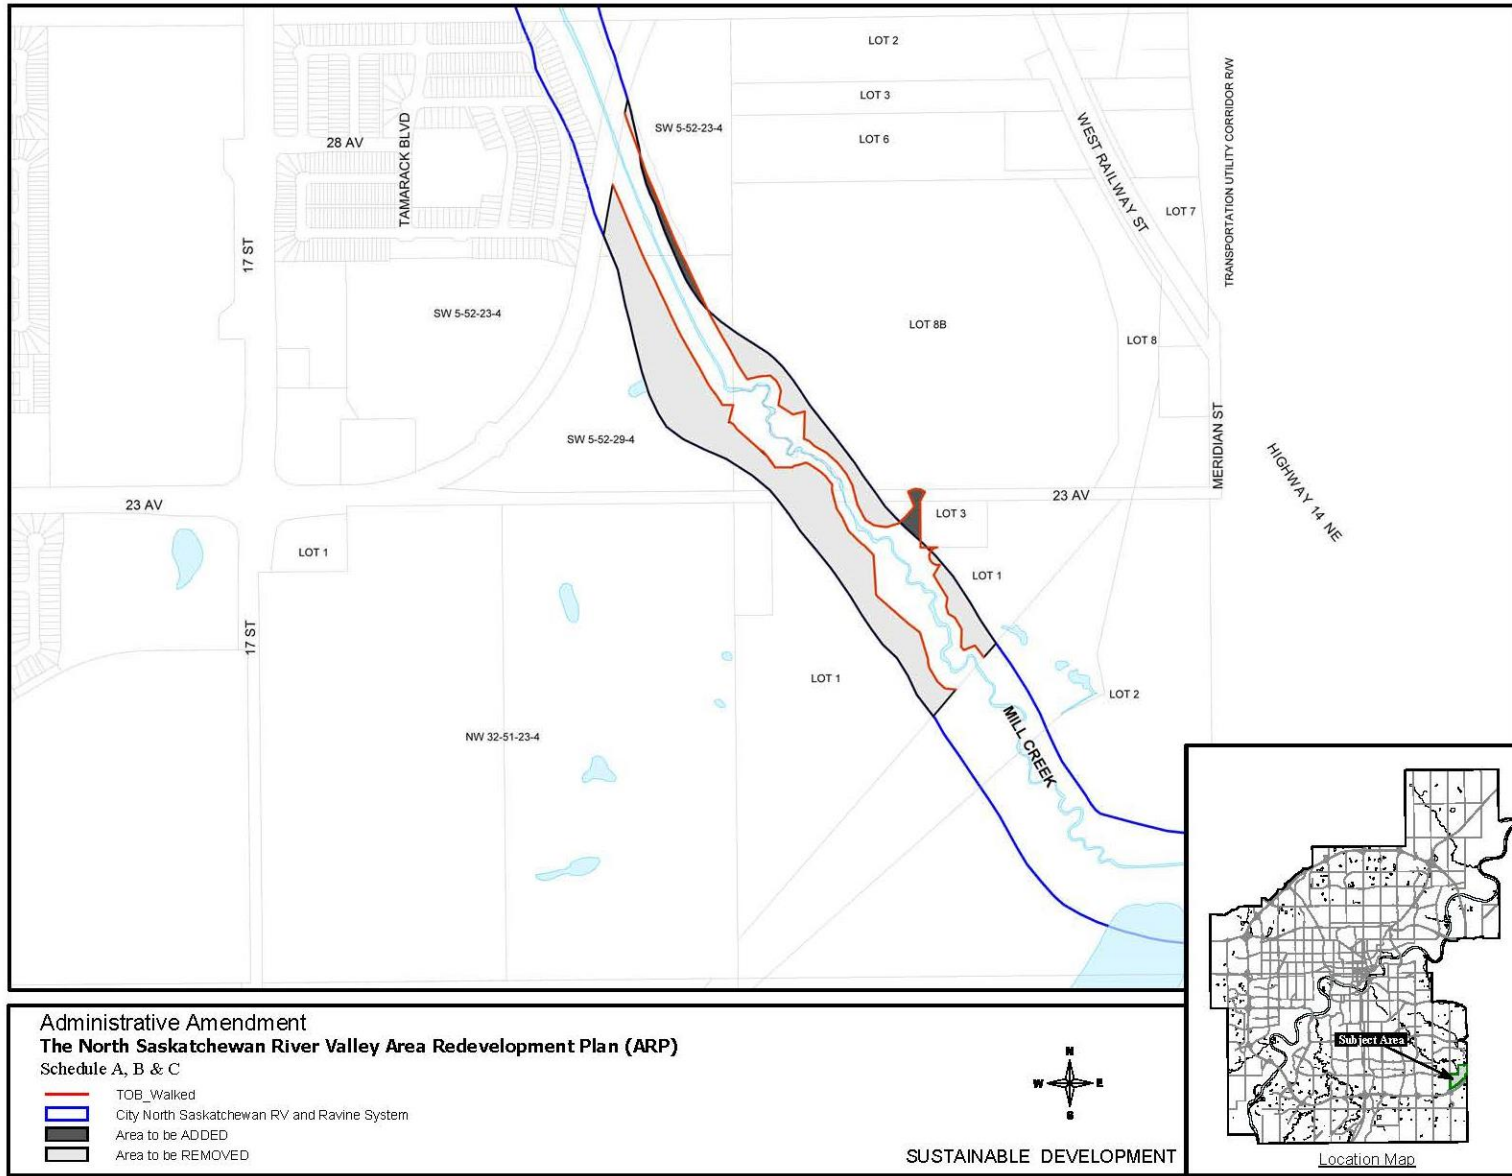 LOT 2
LOT 3
SW 5-52-23-4
LOT 6
28 AV
TAMARACK BLVD
WEST RAILWAY ST
TRANSPORTATION UTILITY CORRIDOR R/W
LOT 7
17 ST
SW 5-52-23-4
LOT 8B
LOT 8
SW 5-52-29-4
MERIDIAN ST
HIGHWAY 14 NE
23 AV
23 AV
LOT 3
LOT 1
LOT 1
17 ST
LOT 1
LOT 2
NW 32-51-23-4
MILL CREEK
Administrative Amendment
The North Saskatchewan River Valley Area Redevelopment Plan (ARP)
Schedule A, B & C
TOB_Walked
City North Saskatchewan RV and Ravine System
Area to be ADDED
Area to be REMOVED
N
W E
S
SUSTAINABLE DEVELOPMENT
Subject Area
Location Map